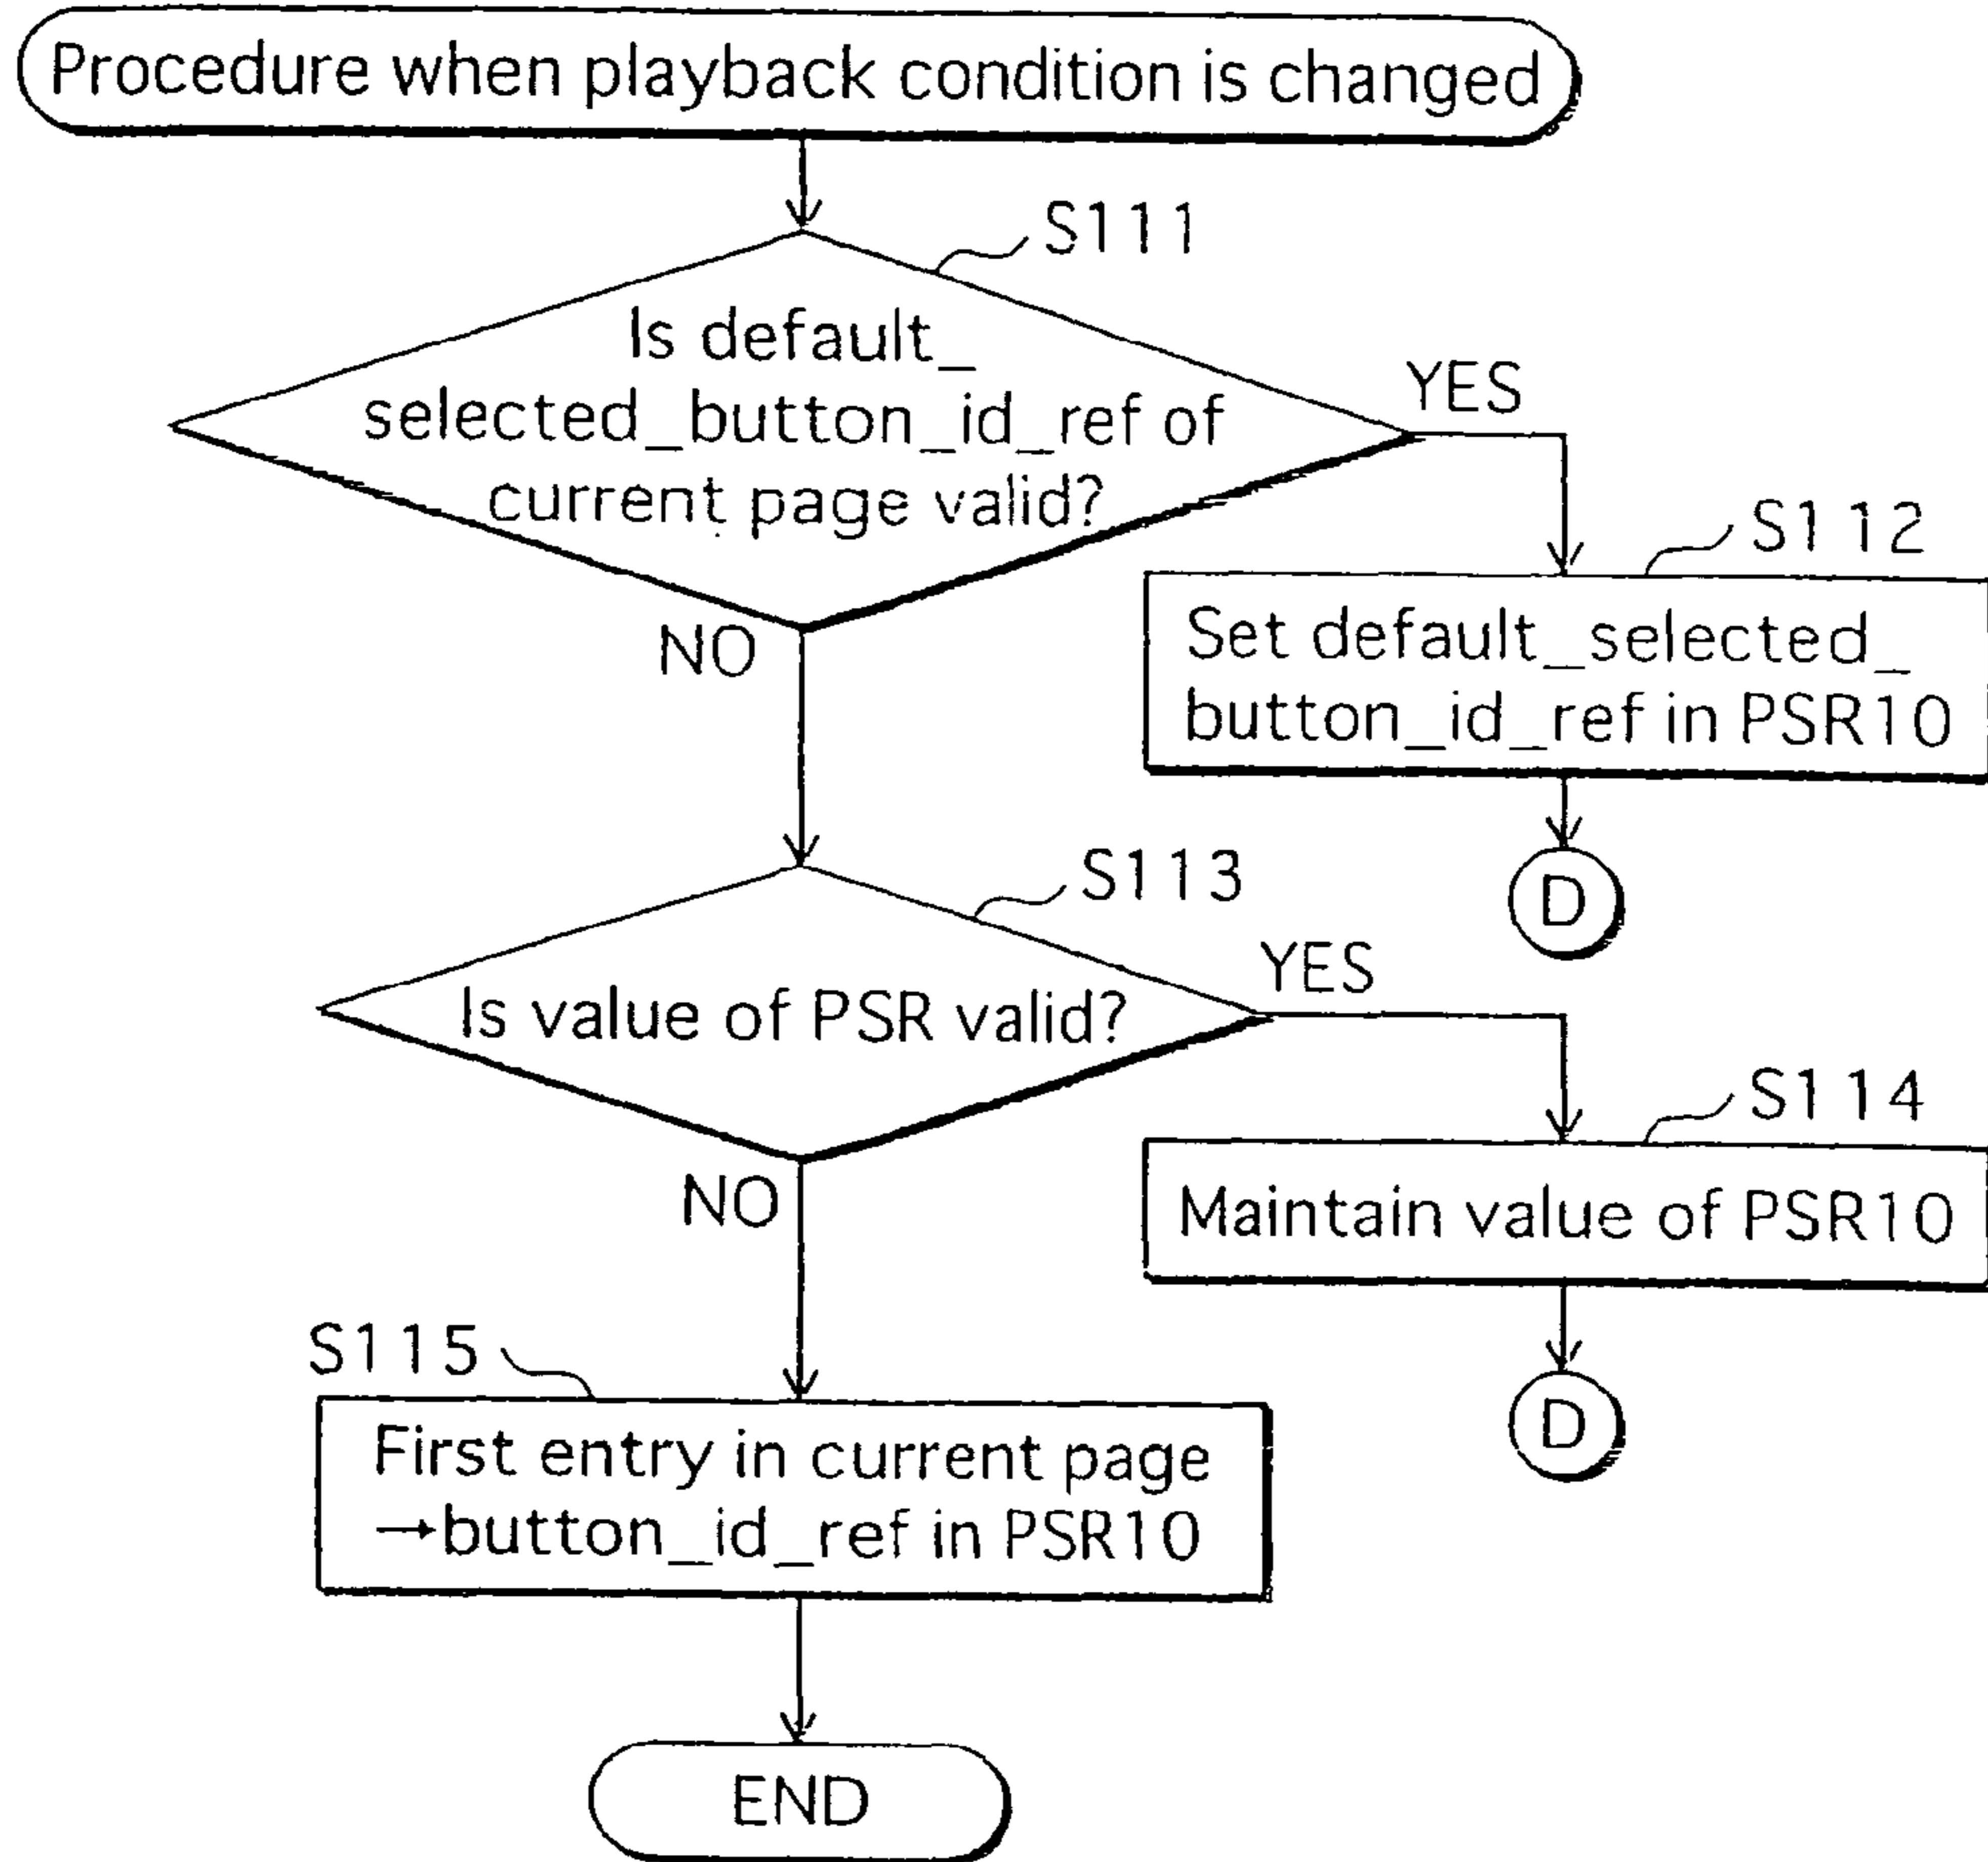 Procedure when playback condition is changed
S111
Is default_
selected_button_id_ref of
current page valid?
YES
NO
S112
Set default_selected_
button_id_ref in PSR10
D
S113
Is value of PSR valid?
YES
NO
S114
Maintain value of PSR10
D
S115
First entry in current page
→button_id_ref in PSR10
END